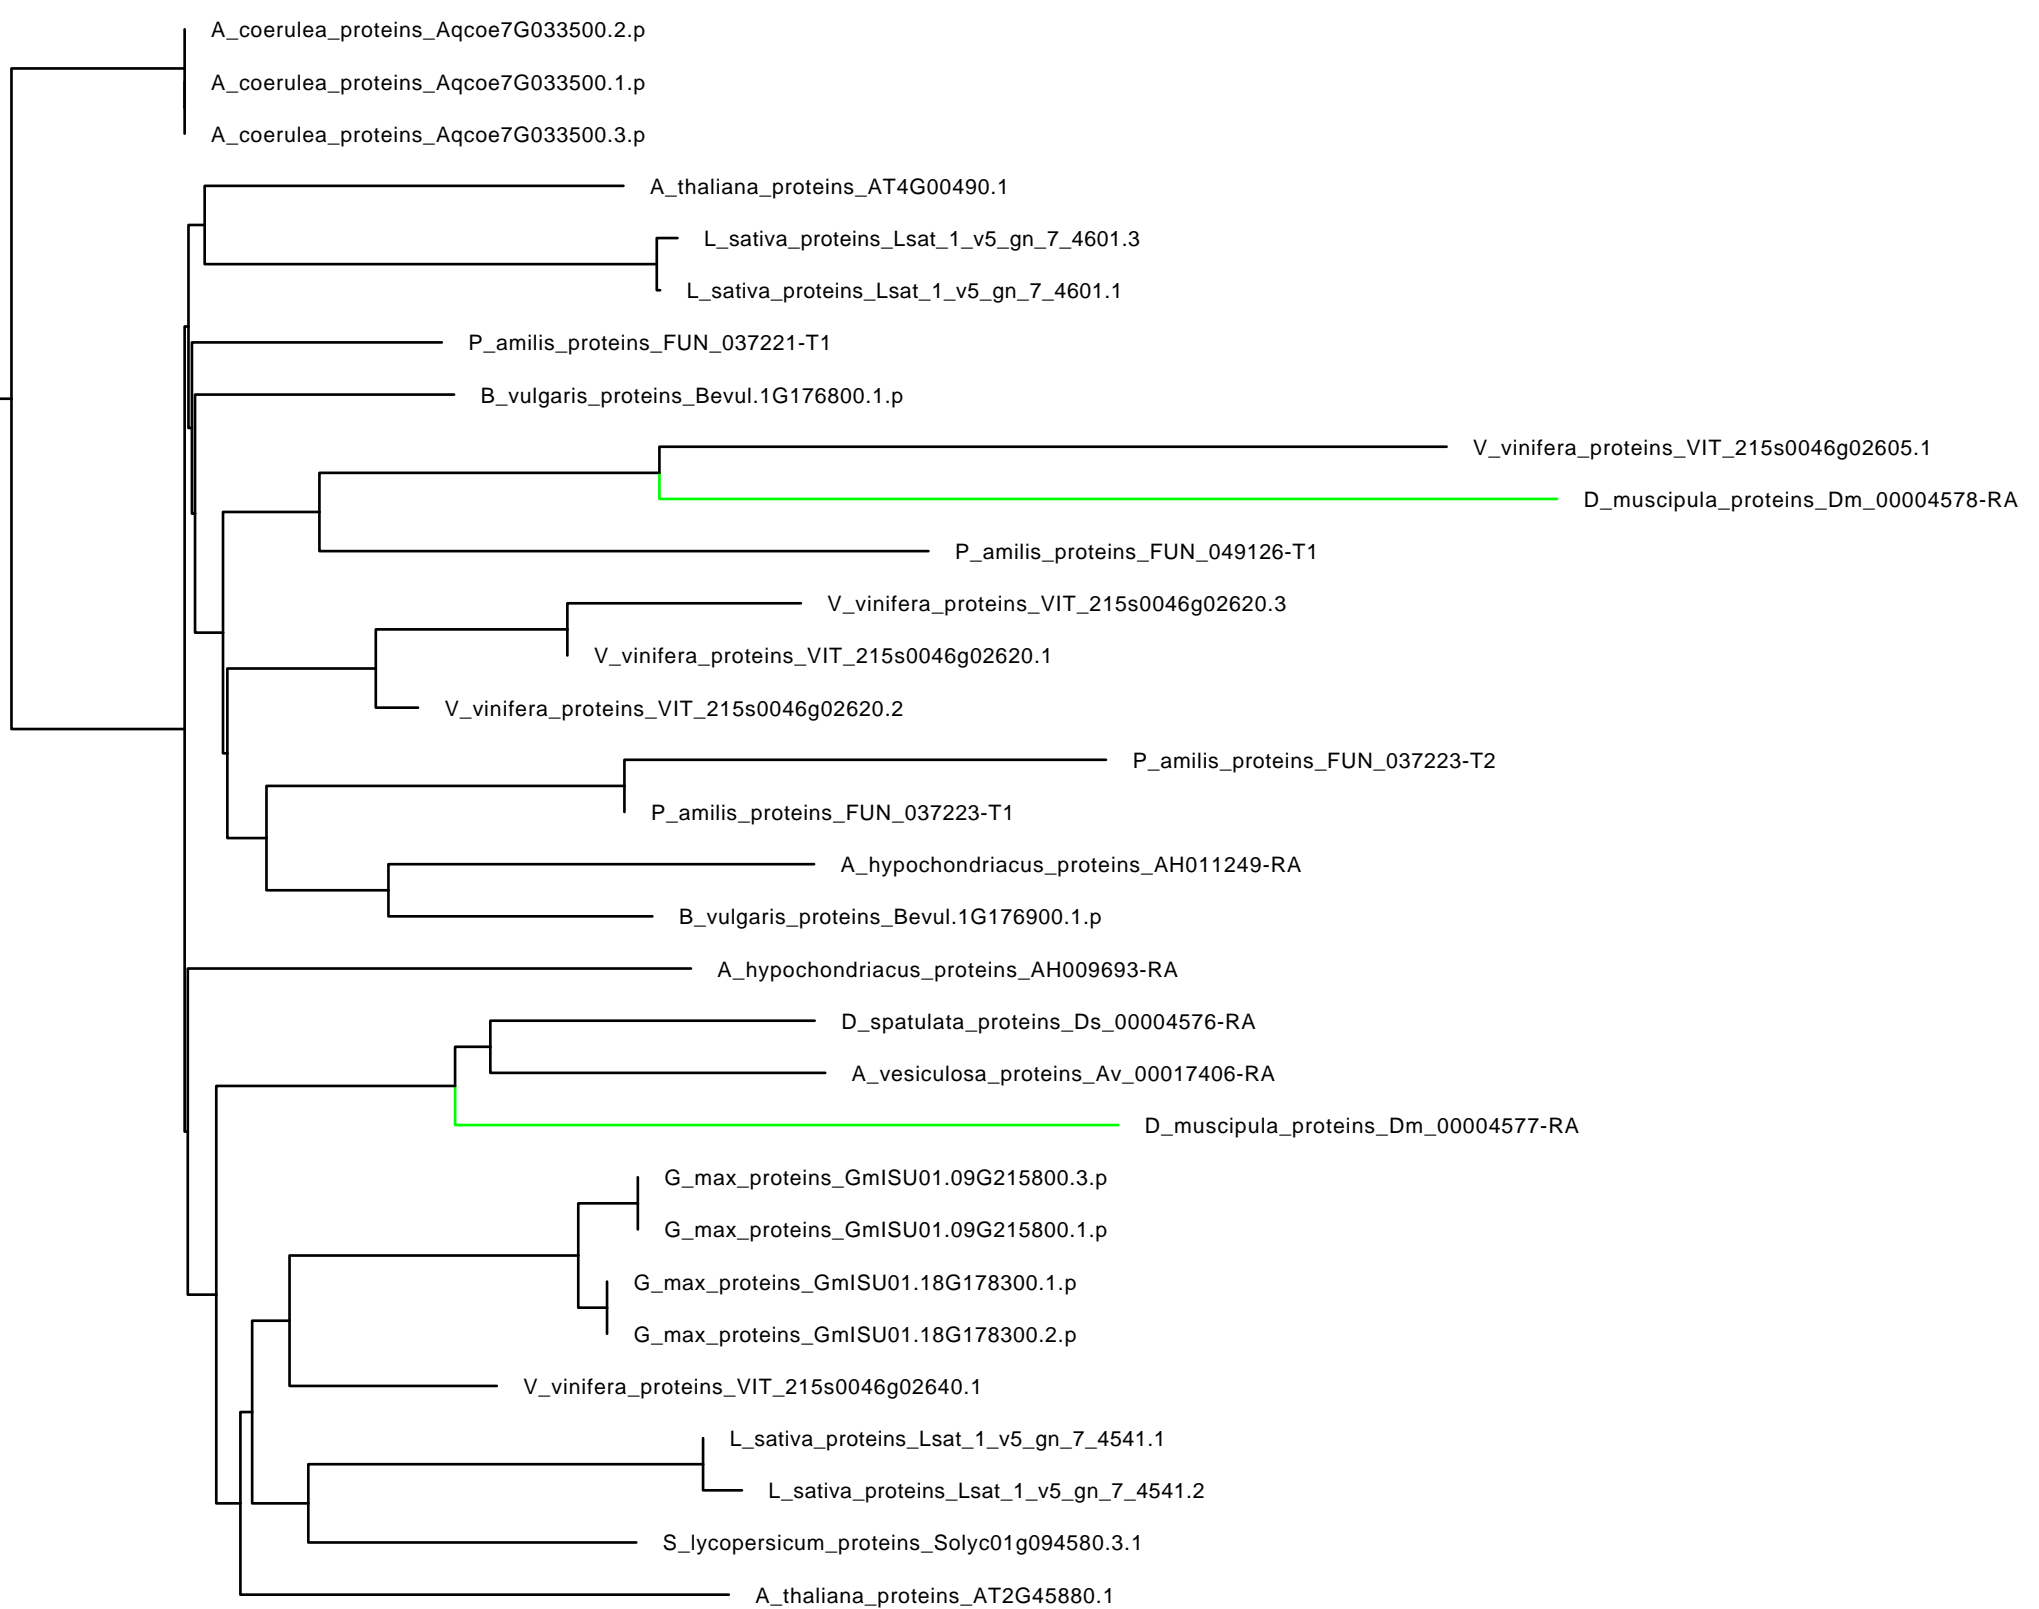 A_coerulea_proteins_Aqcoe7G033500.2.p
A_coerulea_proteins_Aqcoe7G033500.1.p
A_coerulea_proteins_Aqcoe7G033500.3.p
A_thaliana_proteins_AT4G00490.1
L_sativa_proteins_Lsat_1_v5_gn_7_4601.3
L_sativa_proteins_Lsat_1_v5_gn_7_4601.1
P_amilis_proteins_FUN_037221-T1
B_vulgaris_proteins_Bevul.1G176800.1.p
V_vinifera_proteins_VIT_215s0046g02605.1
D_muscipula_proteins_Dm_00004578-RA
P_amilis_proteins_FUN_049126-T1
V_vinifera_proteins_VIT_215s0046g02620.3
V_vinifera_proteins_VIT_215s0046g02620.1
V_vinifera_proteins_VIT_215s0046g02620.2
P_amilis_proteins_FUN_037223-T2
P_amilis_proteins_FUN_037223-T1
A_hypochondriacus_proteins_AH011249-RA
B_vulgaris_proteins_Bevul.1G176900.1.p
A_hypochondriacus_proteins_AH009693-RA
D_spatulata_proteins_Ds_00004576-RA
A_vesiculosa_proteins_Av_00017406-RA
D_muscipula_proteins_Dm_00004577-RA
G_max_proteins_GmISU01.09G215800.3.p
G_max_proteins_GmISU01.09G215800.1.p
G_max_proteins_GmISU01.18G178300.1.p
G_max_proteins_GmISU01.18G178300.2.p
V_vinifera_proteins_VIT_215s0046g02640.1
L_sativa_proteins_Lsat_1_v5_gn_7_4541.1
L_sativa_proteins_Lsat_1_v5_gn_7_4541.2
S_lycopersicum_proteins_Solyc01g094580.3.1
A_thaliana_proteins_AT2G45880.1